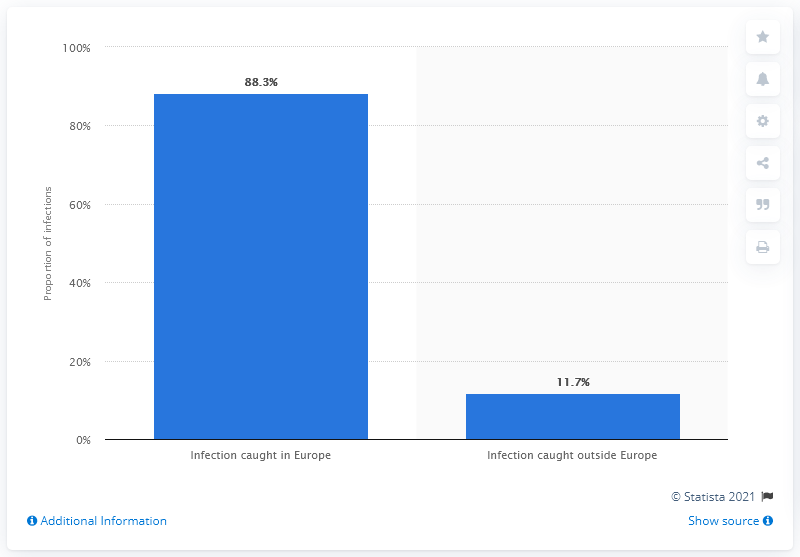 100%
80%
60%
40%
20%
0%
Proportion of infections
88.3%
11.7%
Infection caught in Europe
Infection caught outside Europe
© Statista 2021
Additional Information
Show source